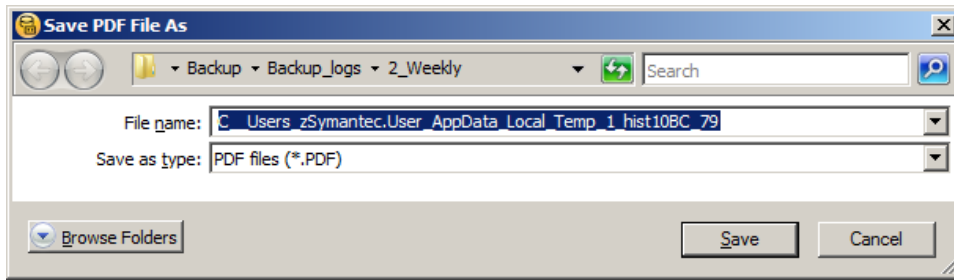 Save PDF File As
Backup Backup_logs 2_Weekly Search
File name: C__Users_zSymantec.User_AppData_Local_Temp_1_hist10BC_79
Save as type: PDF files (*.PDF)
Browse Folders Save Cancel